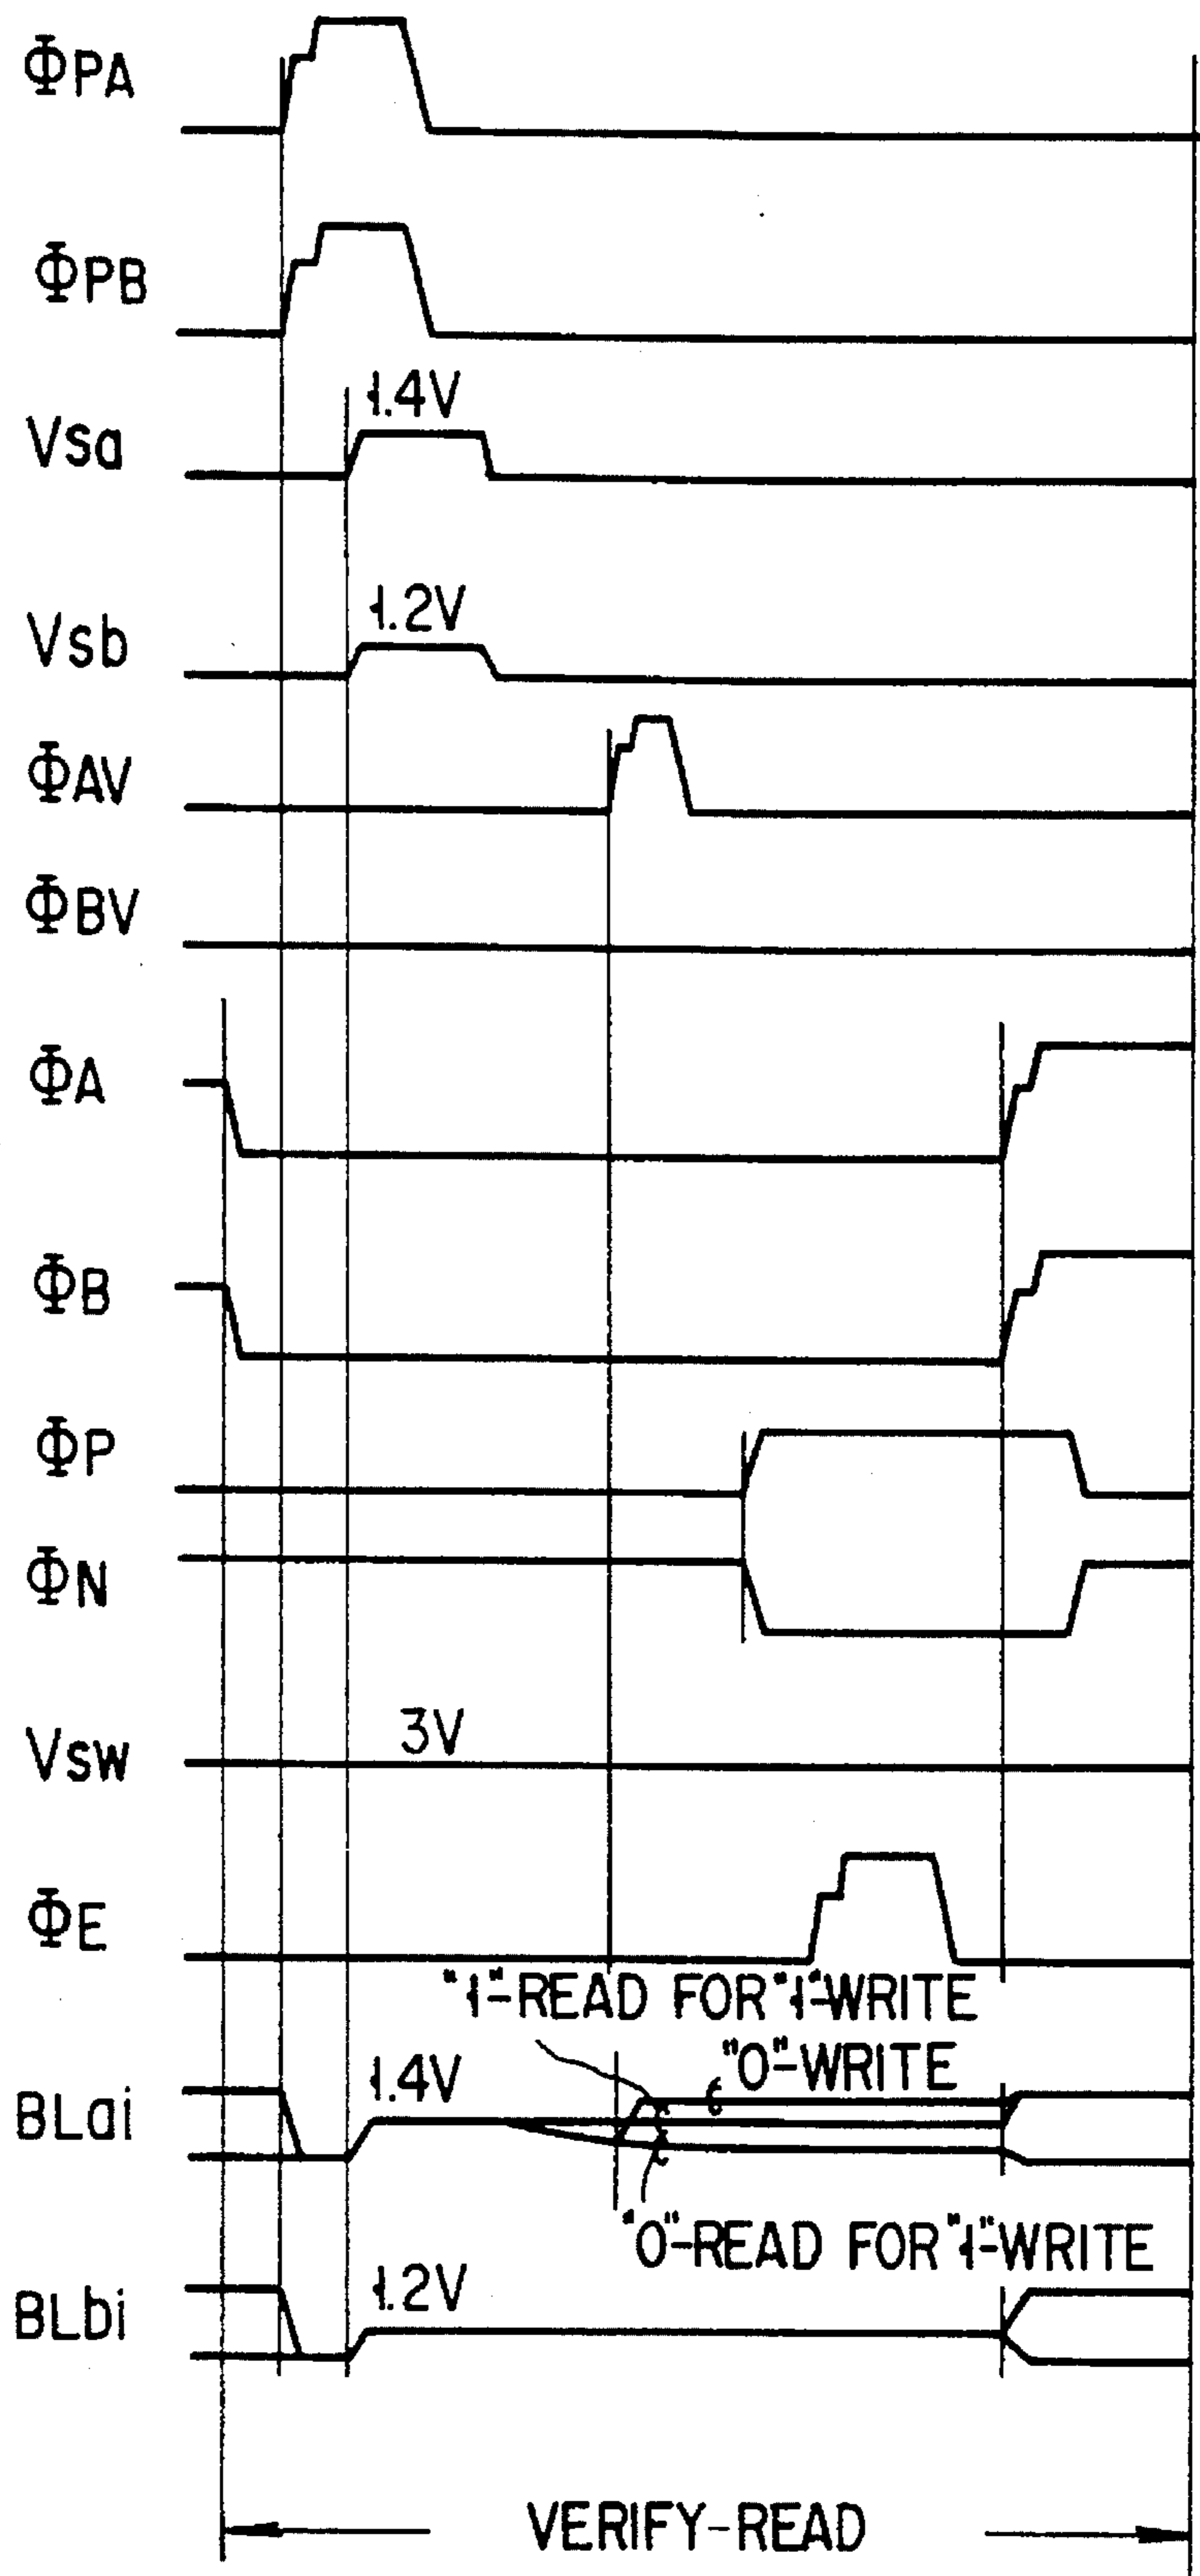 ΦPA
ΦPB
1.4V
Vsa
1.2V
Vsb
ΦAV
ΦBV
ΦA
ΦB
ΦP
ΦN
3V
Vsw
ΦE
"1"-READ FOR "1"-WRITE
"0"-WRITE
1.4V
BLai
"0"-READ FOR "1"-WRITE
1.2V
BLbi
VERIFY-READ